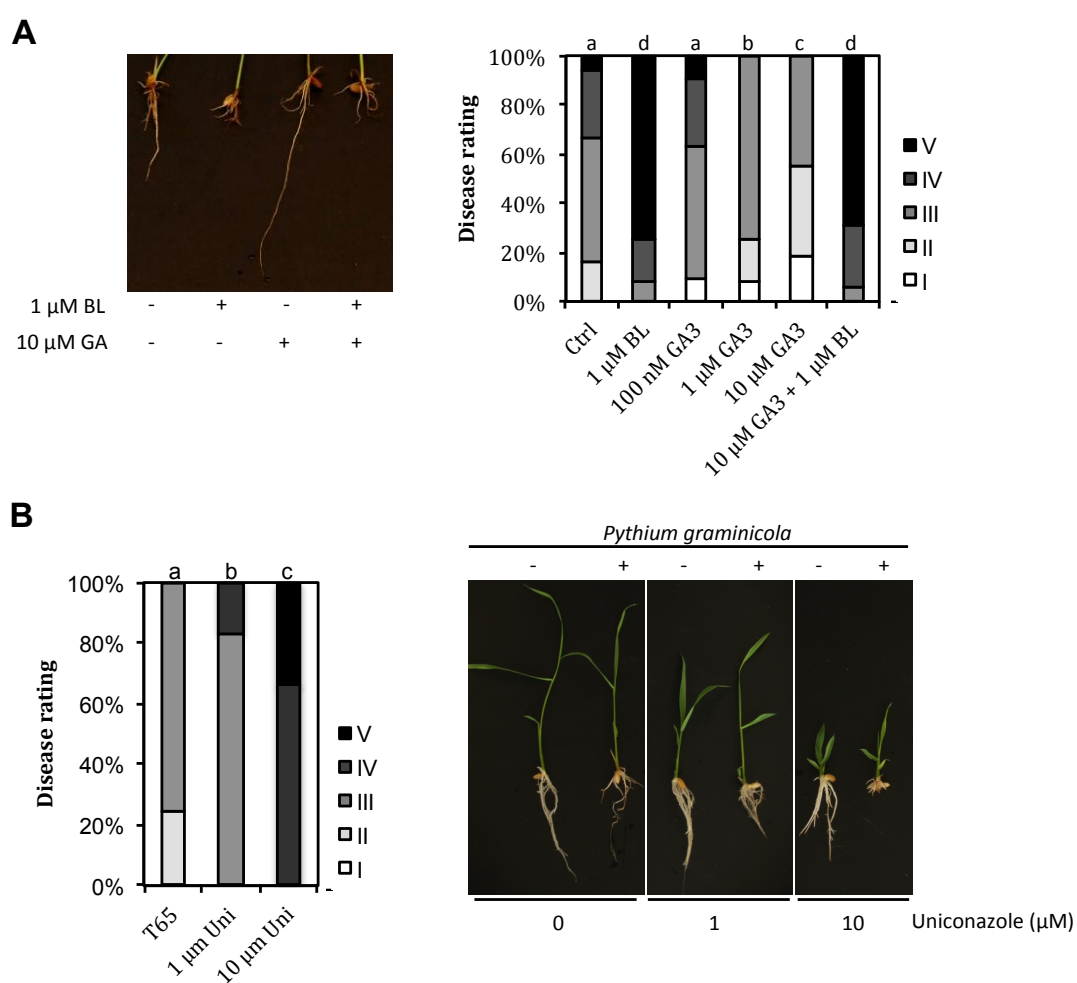 A
1 µM BL - + - +
10 µM GA - - + +
a d a b c d
Disease rating
100%
80%
60%
40%
20%
0%
Ctrl
1 µM BL
100 nM GA3
1 µM GA3
10 µM GA3
10 µM GA3 + 1 µM BL
V
IV
III
II
I
B
a b c
Disease rating
100%
80%
60%
40%
20%
0%
T65
1 µm Uni
10 µm Uni
V
IV
III
II
I
Pythium graminicola
- + - + - +
0 1 10 Uniconazole (µM)